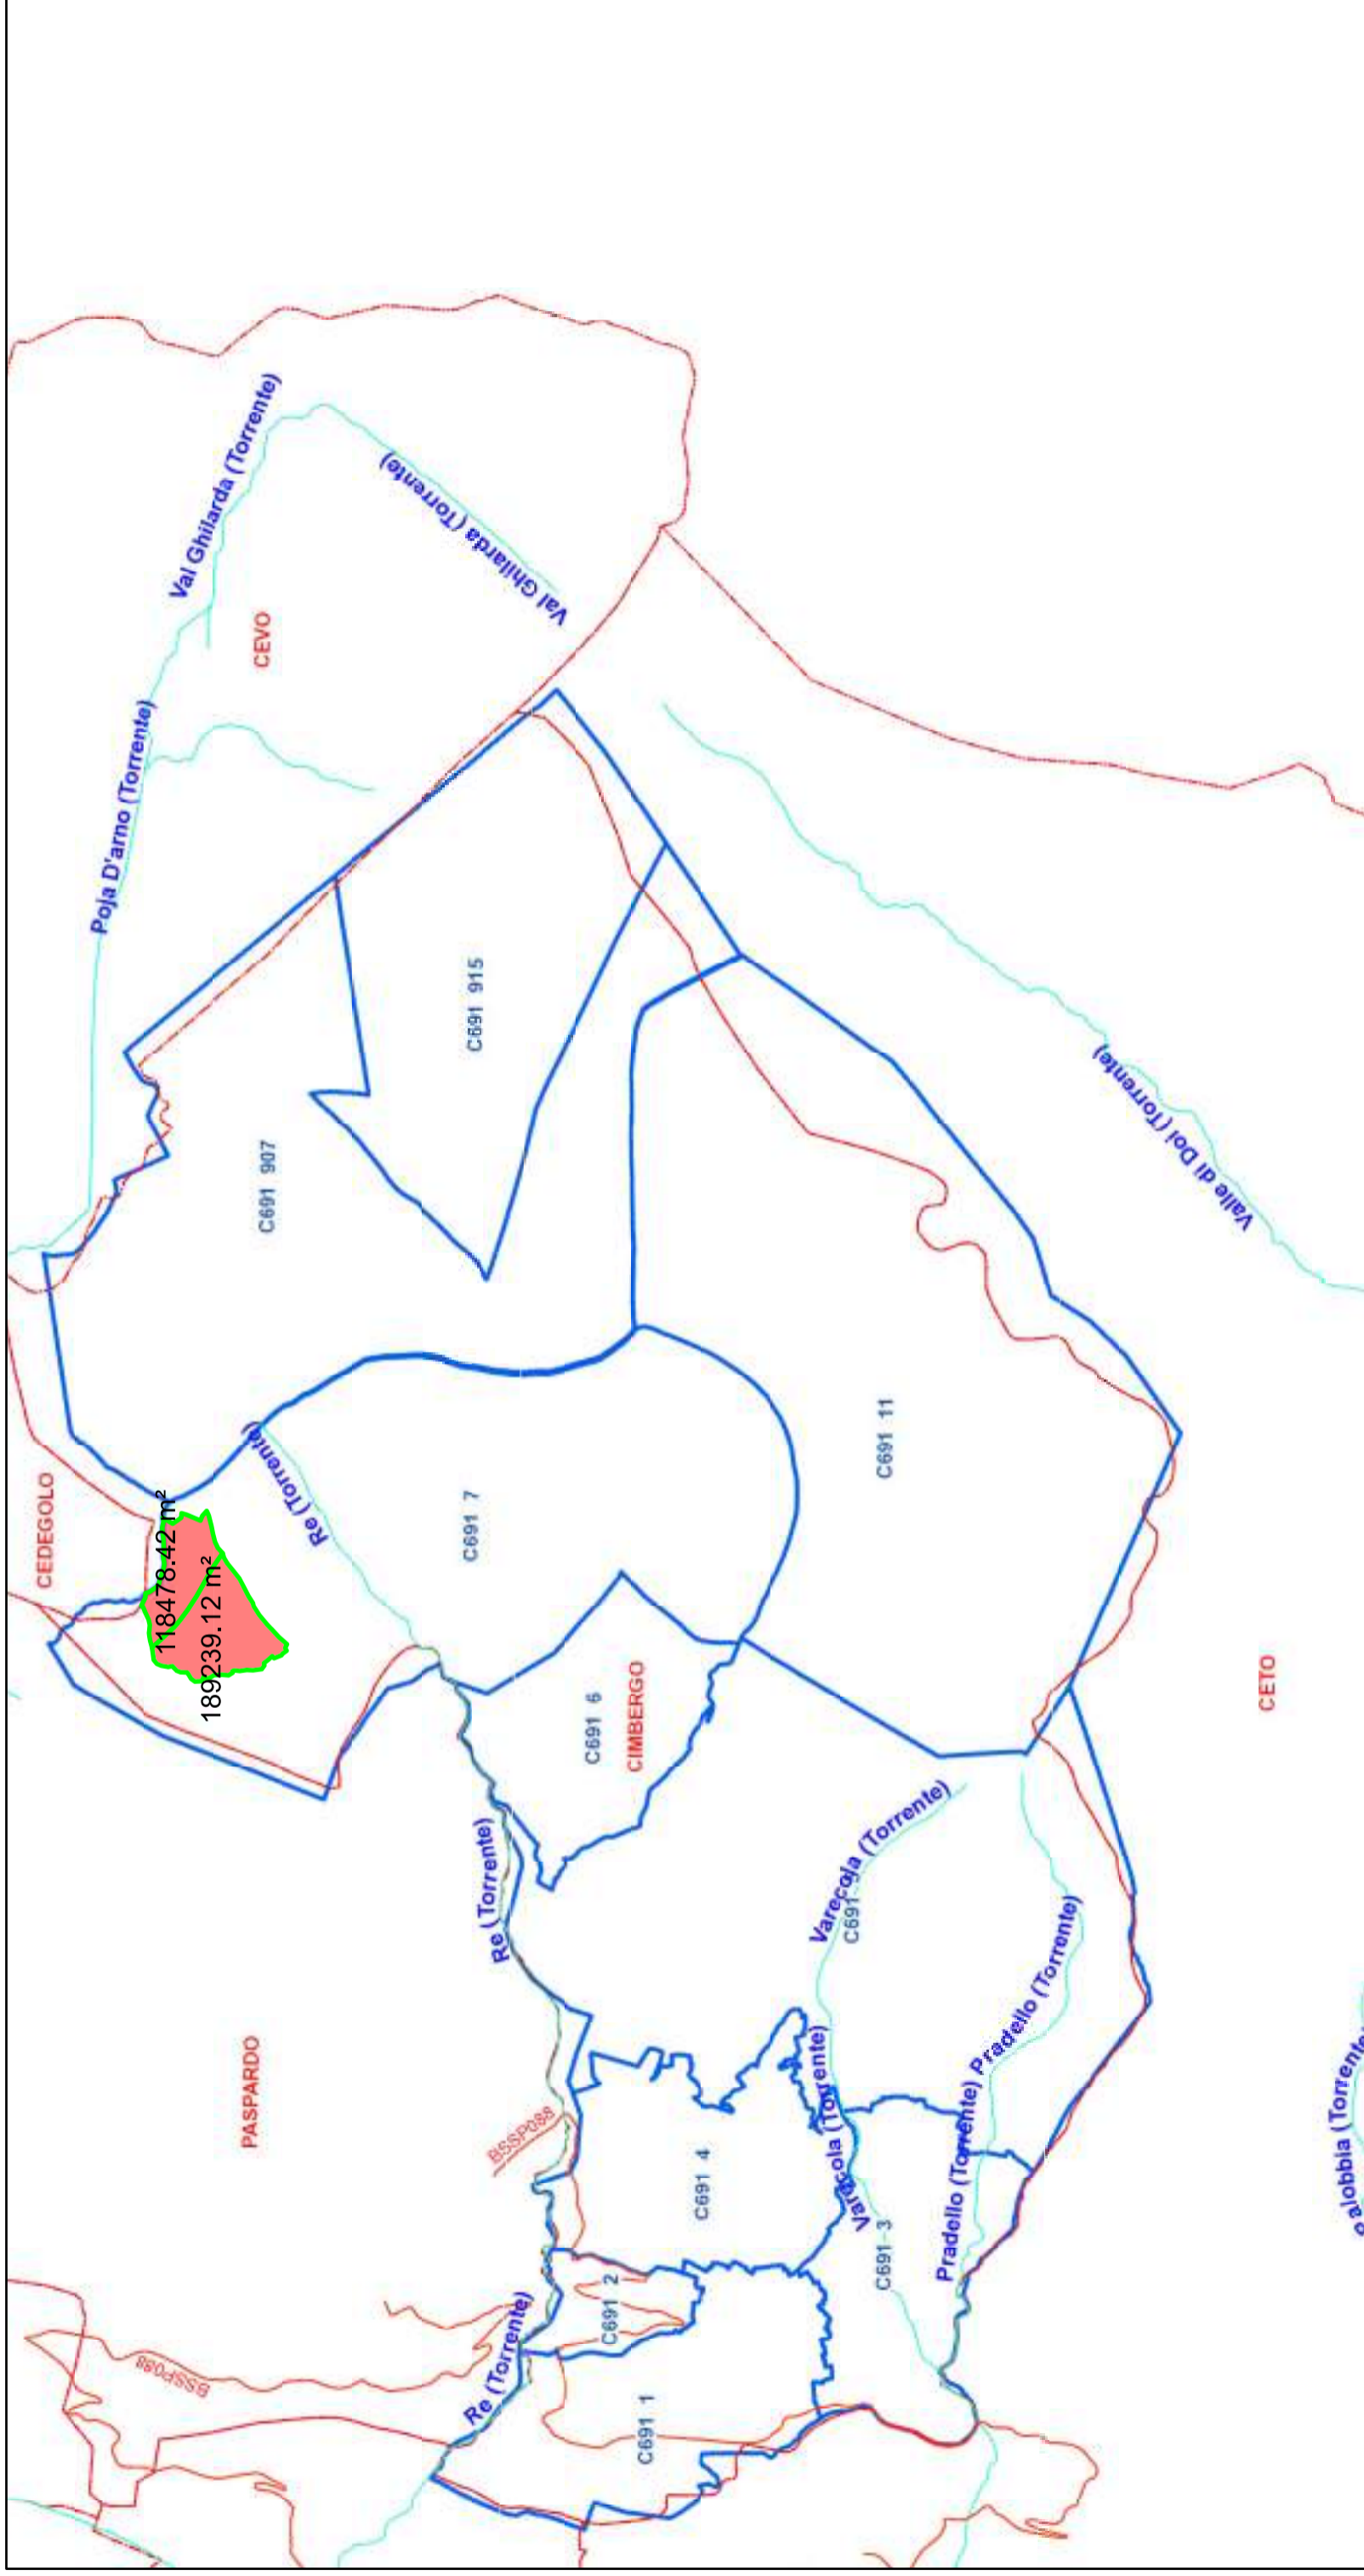 Val Ghilarda (Torrente)
Val Ghilarda (Torrente)
CEVO
Poja D'arno (Torrente)
C691 915
C691 907
Valle di Doi (Torrente)
C691 11
Re (Torrente)
C691 7
CEDEGOLO
118478.42 m²
189239.12 m²
C691 6
CIMBERGO
CETO
Re (Torrente)
Varecola (Torrente)
C691
Pradello (Torrente)
PASPARDO
BSSP088
Varecola (Torrente)
C691 4
Pradello (Torrente)
C691 3
C691 2
Re (Torrente)
BSSP088
C691 1
alobbia (Torrente